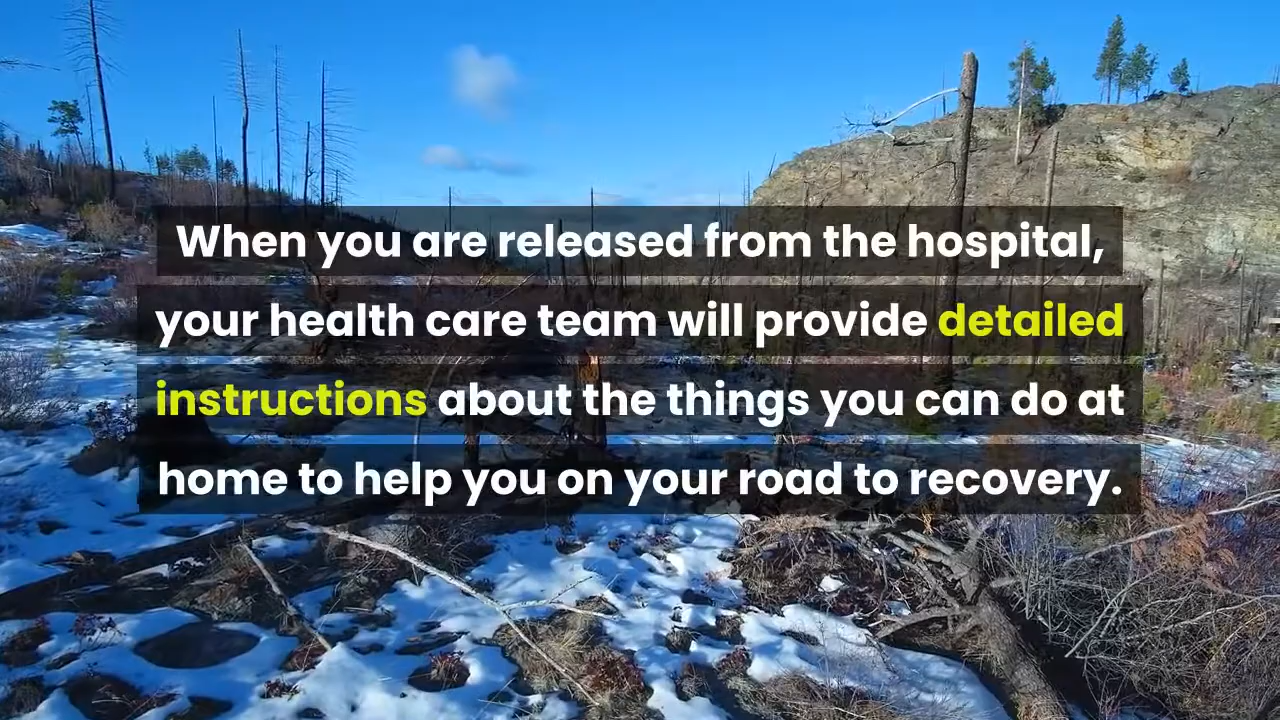 When you are released from the hospital,
your health care team will provide detailed
instructions about the things you can do at
home to help you on your road to recovery.